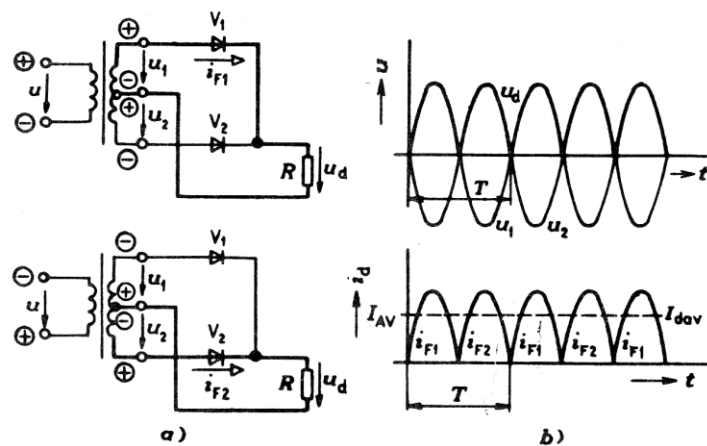 V1
⊕ ⊕
u u1 iF1
⊖ ⊖
⊕ V2
u2
⊖ R ud
⊖ ⊖ V1
u u1
⊕ ⊕
⊖ V2
u2
⊕ iF2 R ud
a)
u
ud
t
T
u1 u2
id
IAV Idav
iF1 iF2 iF1 iF2 iF1
t
T
b)